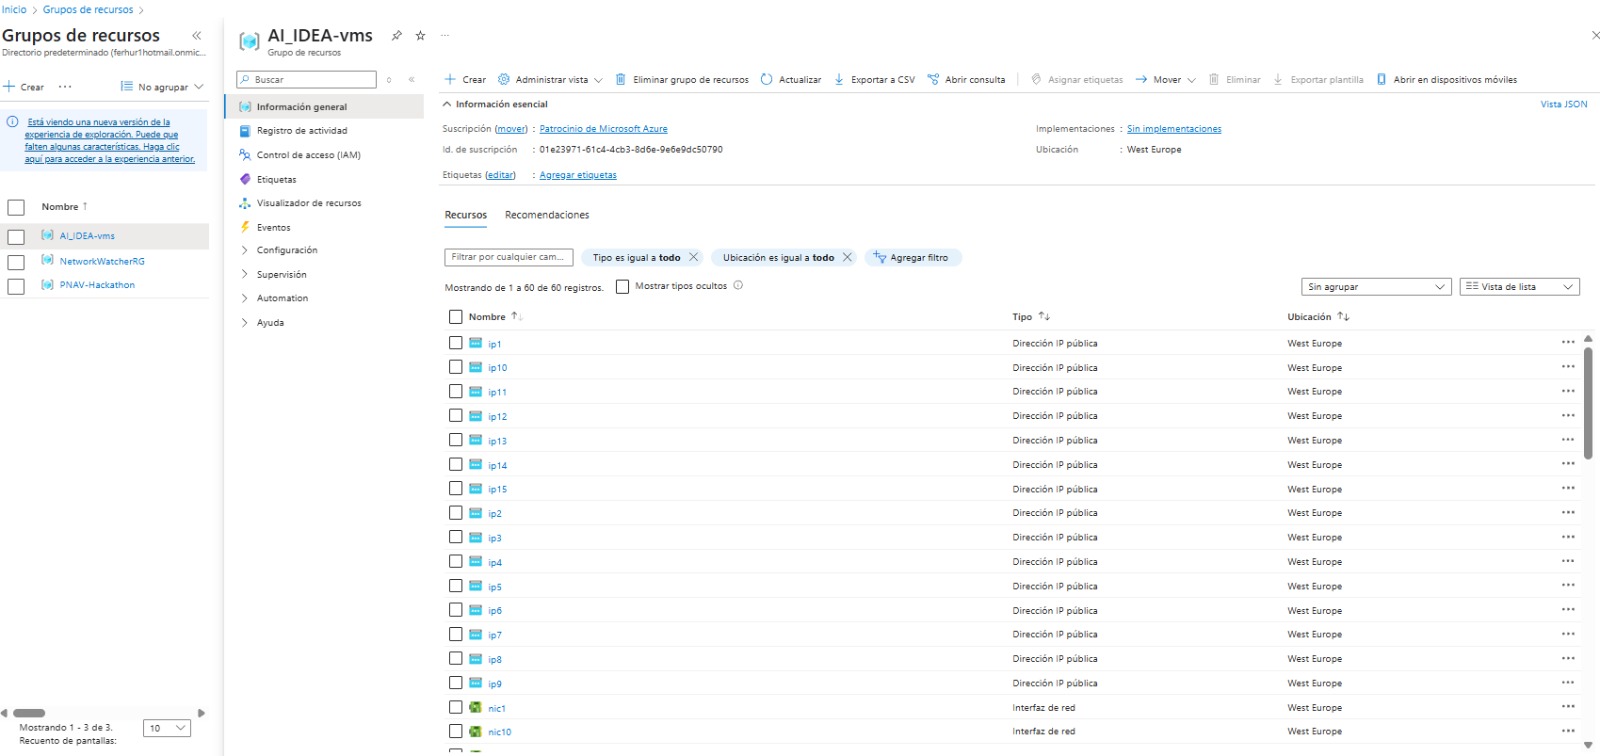 Inicio > Grupos de recursos >
Grupos de recursos «
Directorio predeterminado (ferhur1hotmail.onmic...
+ Crear ... No agrupar
Está viendo una nueva versión de la
experiencia de exploración. Puede que
falten algunas características. Haga clic
aquí para acceder a la experiencia anterior.
Nombre ↑
AI_IDEA-vms
NetworkWatcherRG
PNAV-Hackathon
Mostrando 1 - 3 de 3.
Recuento de pantallas:
10
AI_IDEA-vms ...
Grupo de recursos
Buscar
Información general
Registro de actividad
Control de acceso (IAM)
Etiquetas
Visualizador de recursos
Eventos
Configuración
Supervisión
Automation
Ayuda
+ Crear Administrar vista Eliminar grupo de recursos Actualizar Exportar a CSV Abrir consulta Asignar etiquetas Mover Eliminar Exportar plantilla Abrir en dispositivos móviles
Información esencial Vista JSON
Suscripción (mover) : Patrocinio de Microsoft Azure
Id. de suscripción : 01e23971-61c4-4cb3-8d6e-9e6e9dc50790
Etiquetas (editar) : Agregar etiquetas
Implementaciones : Sin implementaciones
Ubicación : West Europe
Recursos Recomendaciones
Filtrar por cualquier cam... Tipo es igual a todo Ubicación es igual a todo Agregar filtro
Mostrando de 1 a 60 de 60 registros. Mostrar tipos ocultos Sin agrupar Vista de lista
Nombre ↑↓ Tipo ↑↓ Ubicación ↑↓
ip1 Dirección IP pública West Europe ...
ip10 Dirección IP pública West Europe ...
ip11 Dirección IP pública West Europe ...
ip12 Dirección IP pública West Europe ...
ip13 Dirección IP pública West Europe ...
ip14 Dirección IP pública West Europe ...
ip15 Dirección IP pública West Europe ...
ip2 Dirección IP pública West Europe ...
ip3 Dirección IP pública West Europe ...
ip4 Dirección IP pública West Europe ...
ip5 Dirección IP pública West Europe ...
ip6 Dirección IP pública West Europe ...
ip7 Dirección IP pública West Europe ...
ip8 Dirección IP pública West Europe ...
ip9 Dirección IP pública West Europe ...
nic1 Interfaz de red West Europe ...
nic10 Interfaz de red West Europe ...